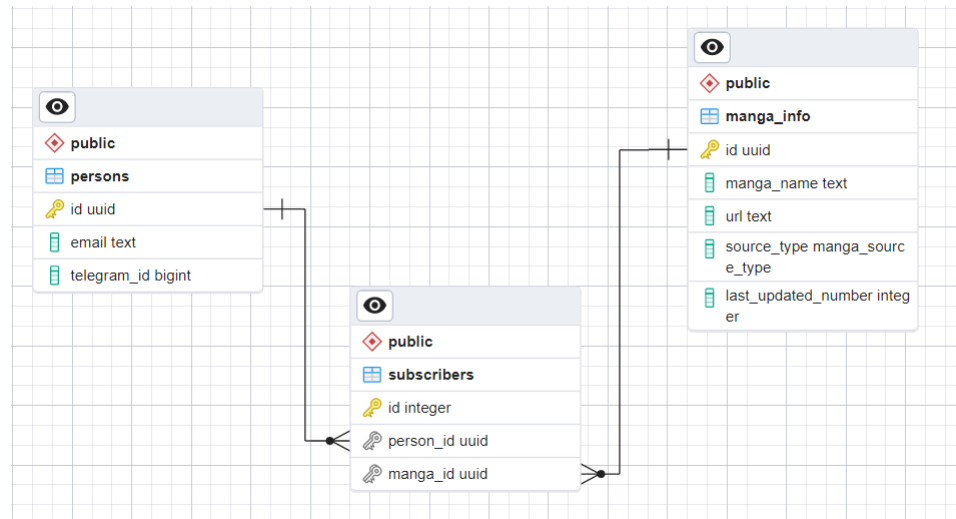 public
persons
id uuid
email text
telegram_id bigint
public
subscribers
id integer
person_id uuid
manga_id uuid
public
manga_info
id uuid
manga_name text
url text
source_type manga_sourc
e_type
last_updated_number integ
er